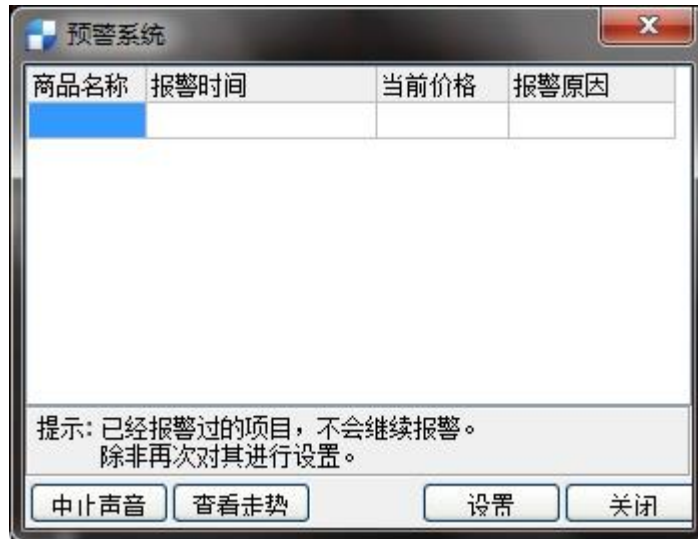 预警系统
商品名称 报警时间 当前价格 报警原因
提示: 已经报警过的项目，不会继续报警。
除非再次对其进行设置。
中止声音 查看走势 设置 关闭